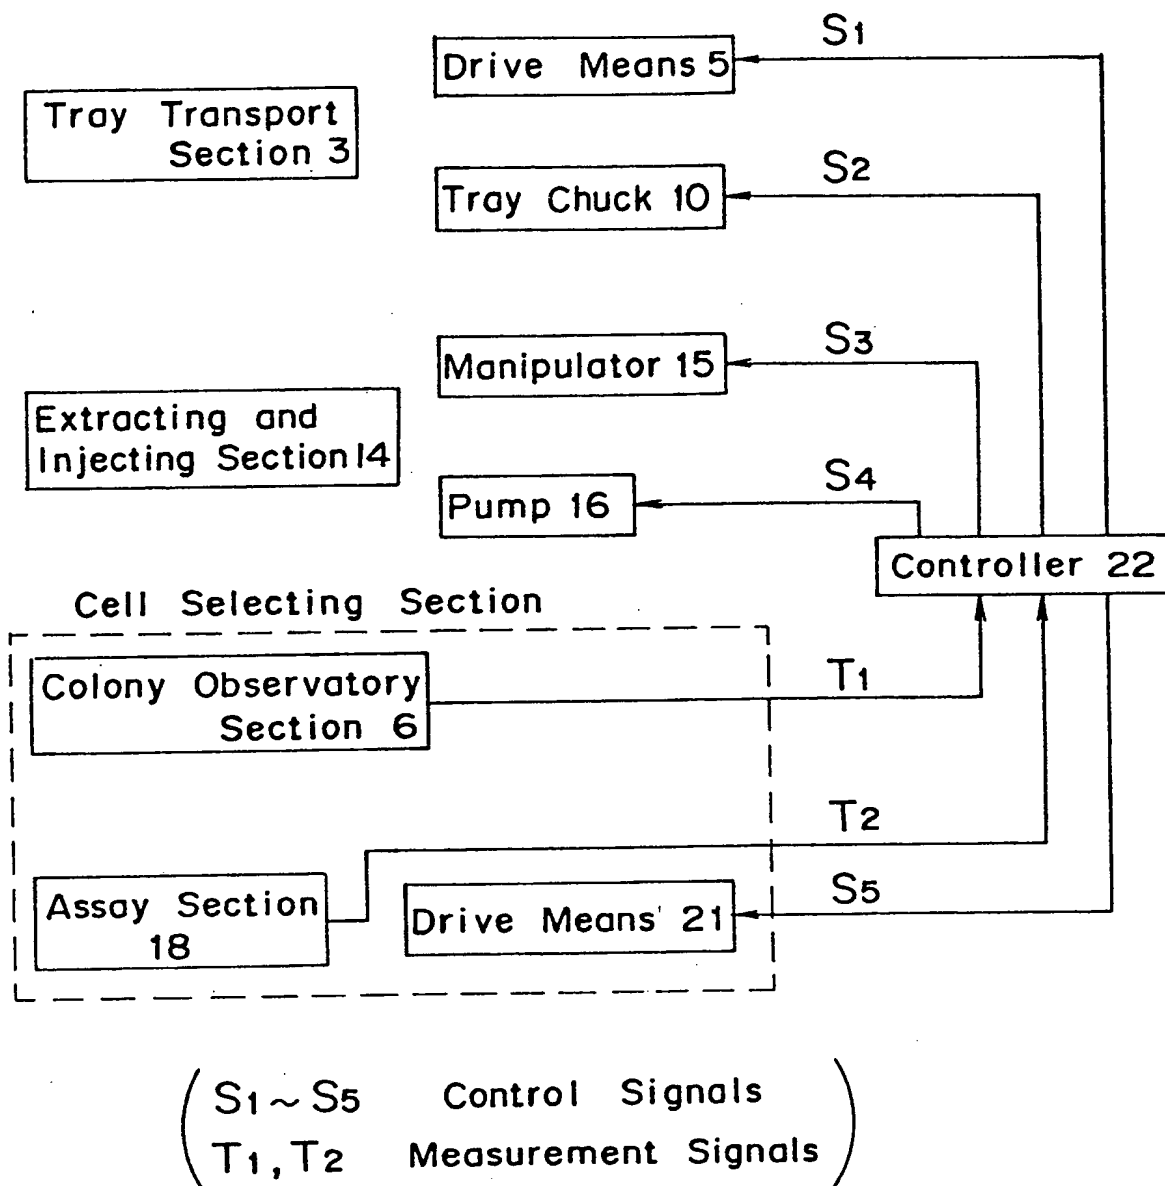 S1
Drive Means 5
Tray Transport
Section 3
S2
Tray Chuck 10
S3
Manipulator 15
Extracting and
Injecting Section 14
S4
Pump 16
Controller 22
Cell Selecting Section
Colony Observatory
Section 6
T1
T2
Assay Section
18
S5
Drive Means 21
S1~S5 Control Signals
T1, T2 Measurement Signals